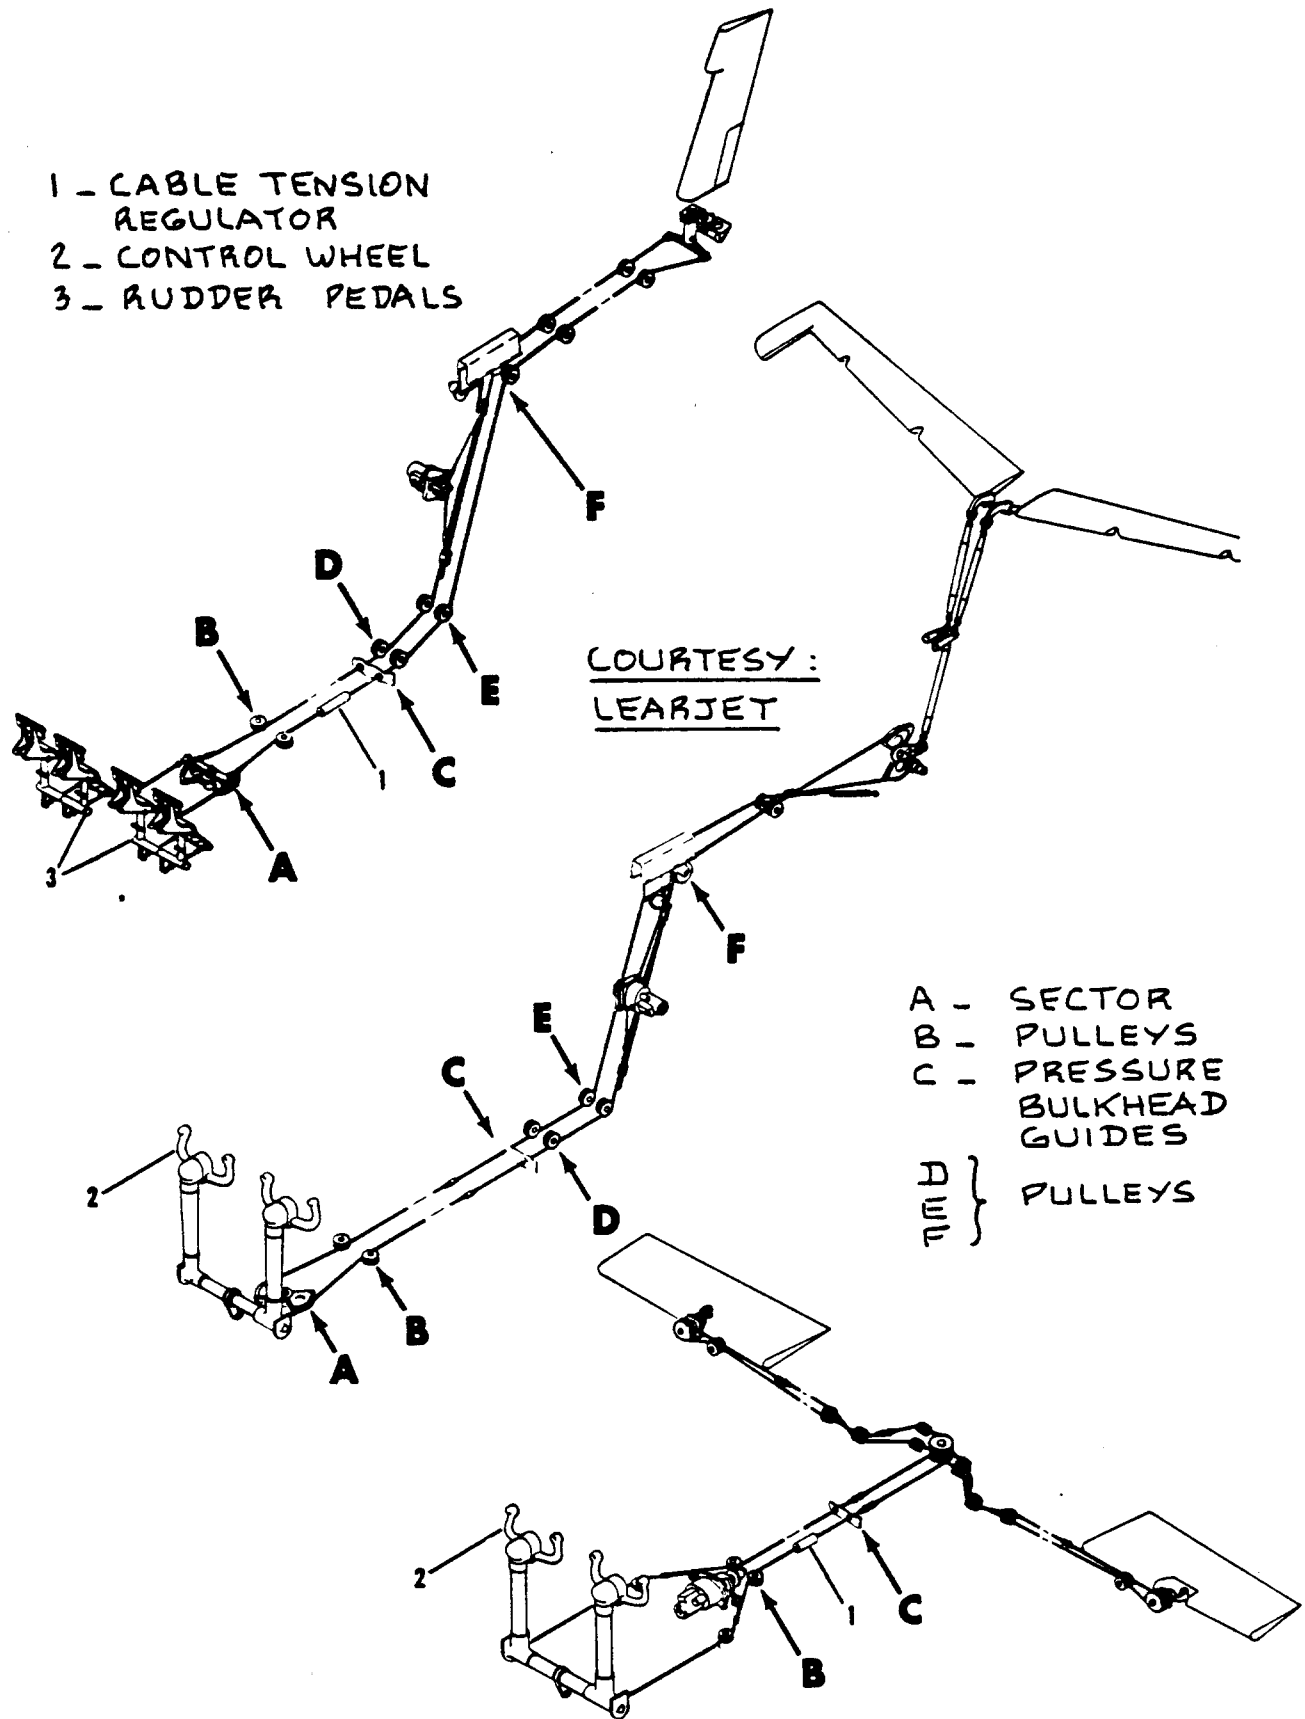 1 - CABLE TENSION
REGULATOR
2 - CONTROL WHEEL
3 - RUDDER PEDALS
F
D
B
E
COURTESY:
LEARJET
1
C
A
3
F
A - SECTOR
B - PULLEYS
C - PRESSURE
BULKHEAD
GUIDES
D
E } PULLEYS
F
E
C
2
D
B
A
2
1
C
B